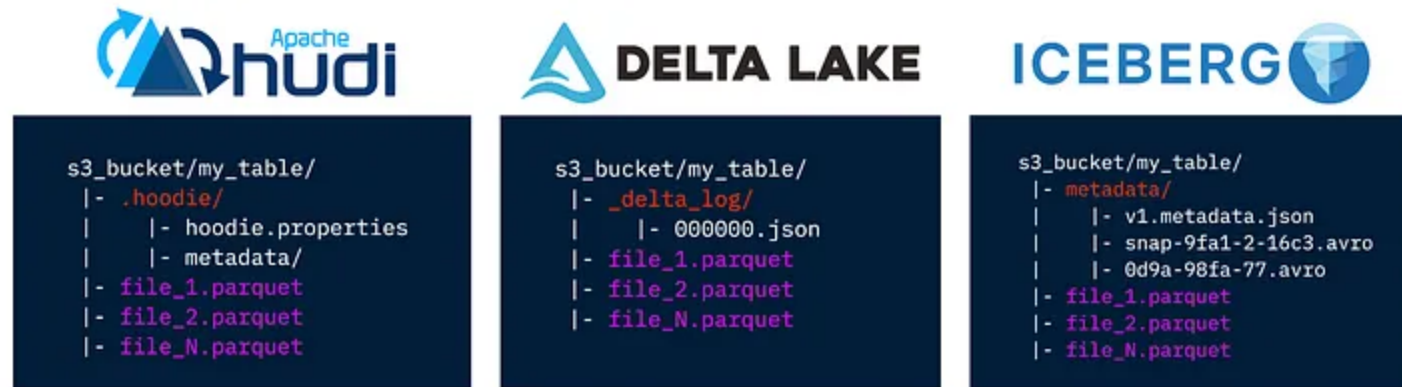 Apache
hudi
s3_bucket/my_table/
|- .hoodie/
|    |- hoodie.properties
|    |- metadata/
|- file_1.parquet
|- file_2.parquet
|- file_N.parquet
DELTA LAKE
s3_bucket/my_table/
|- _delta_log/
|    |- 000000.json
|- file_1.parquet
|- file_2.parquet
|- file_N.parquet
ICEBERG
s3_bucket/my_table/
|- metadata/
|    |- v1.metadata.json
|    |- snap-9fa1-2-16c3.avro
|    |- 0d9a-98fa-77.avro
|- file_1.parquet
|- file_2.parquet
|- file_N.parquet